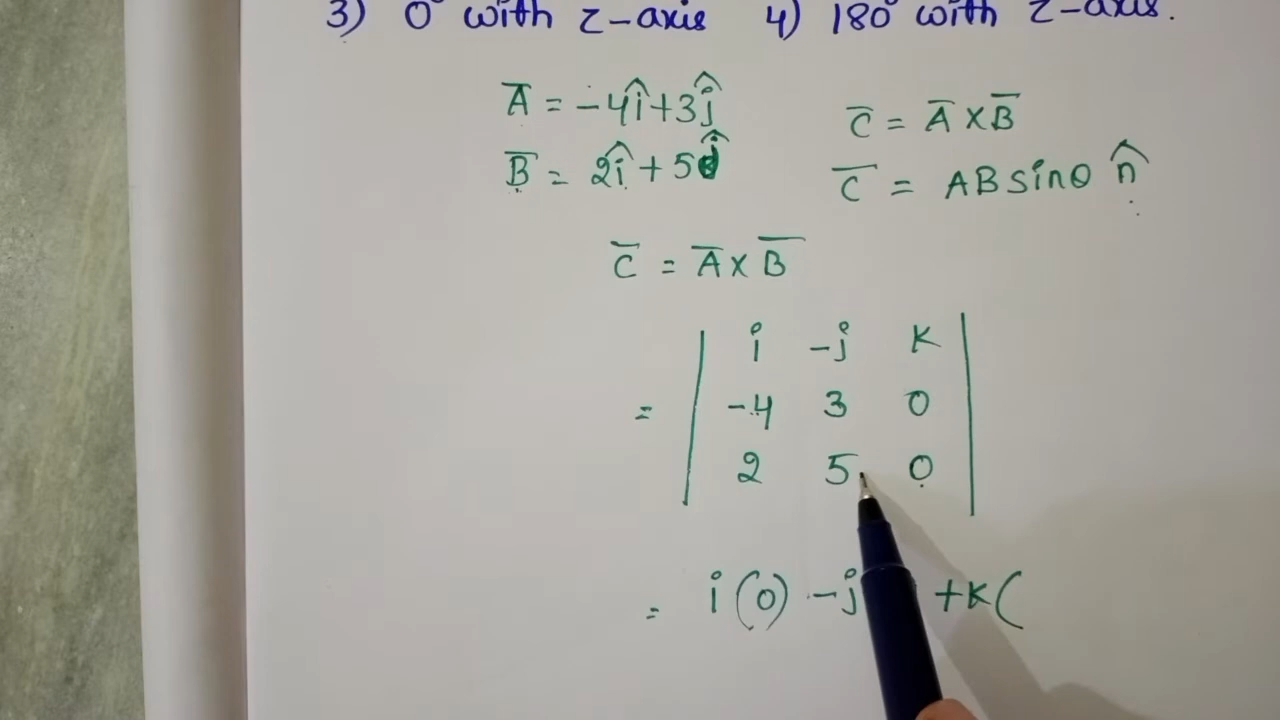 3) 0° with z-axis 4) 180° with z-axis.
A̅ = -4î+3ĵ
B̅ = 2î + 5ĵ
C̅ = A̅ X B̅
C̅ = AB sinθ n̂
C̅ = A̅ X B̅
= | i -j k |
| -4 3 0 |
| 2 5 0 |
= i(0) -j +k(